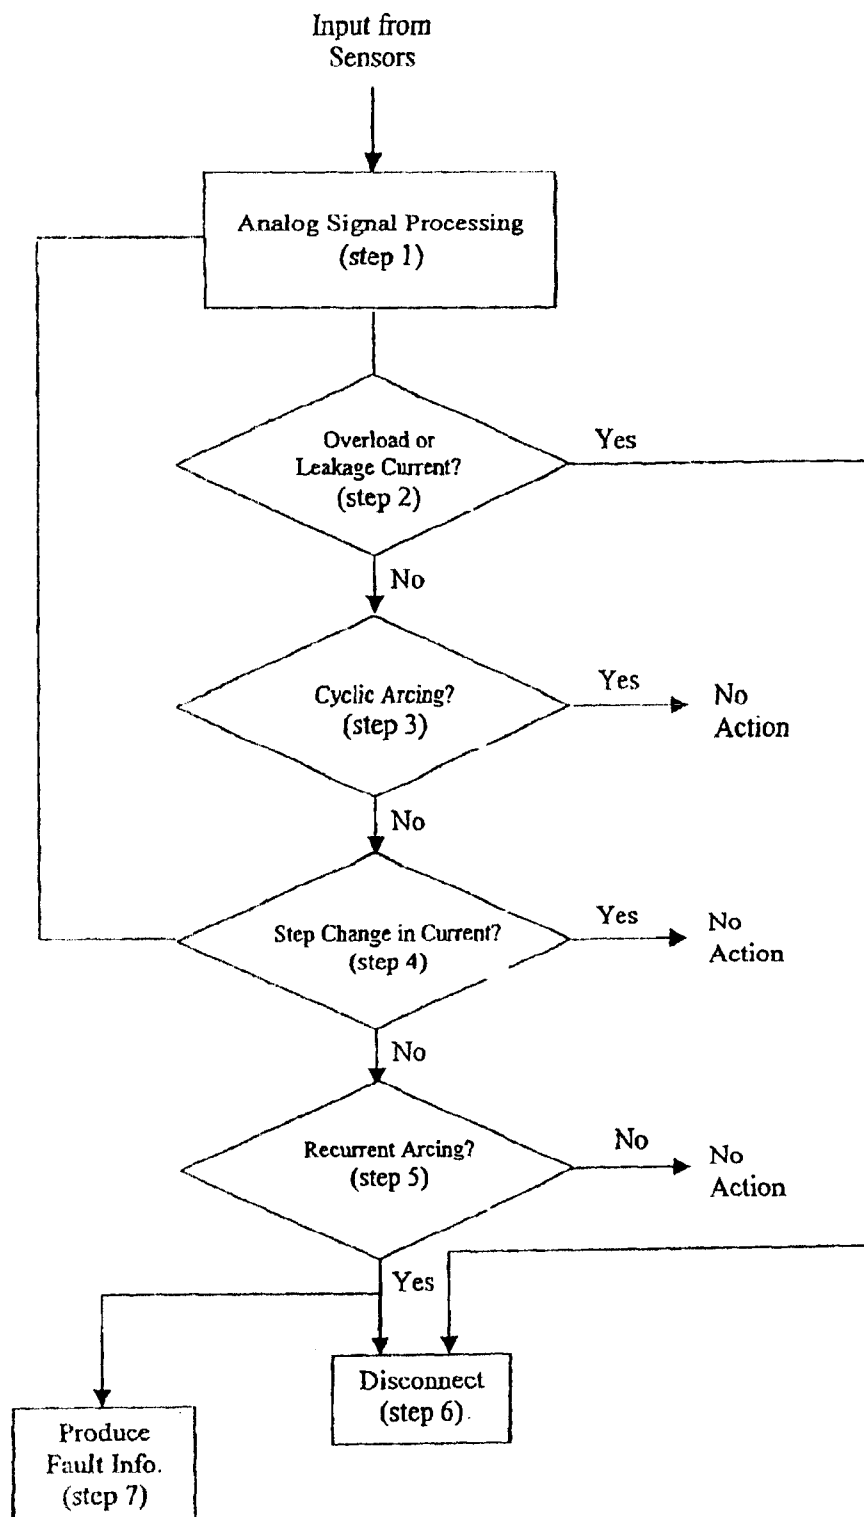 Input from
Sensors
Analog Signal Processing
(step 1)
Overload or
Leakage Current?
(step 2)
Yes
No
Cyclic Arcing?
(step 3)
Yes
No
Action
No
Step Change in Current?
(step 4)
Yes
No
Action
No
Recurrent Arcing?
(step 5)
No
No
Action
Yes
Disconnect
(step 6)
Produce
Fault Info.
(step 7)